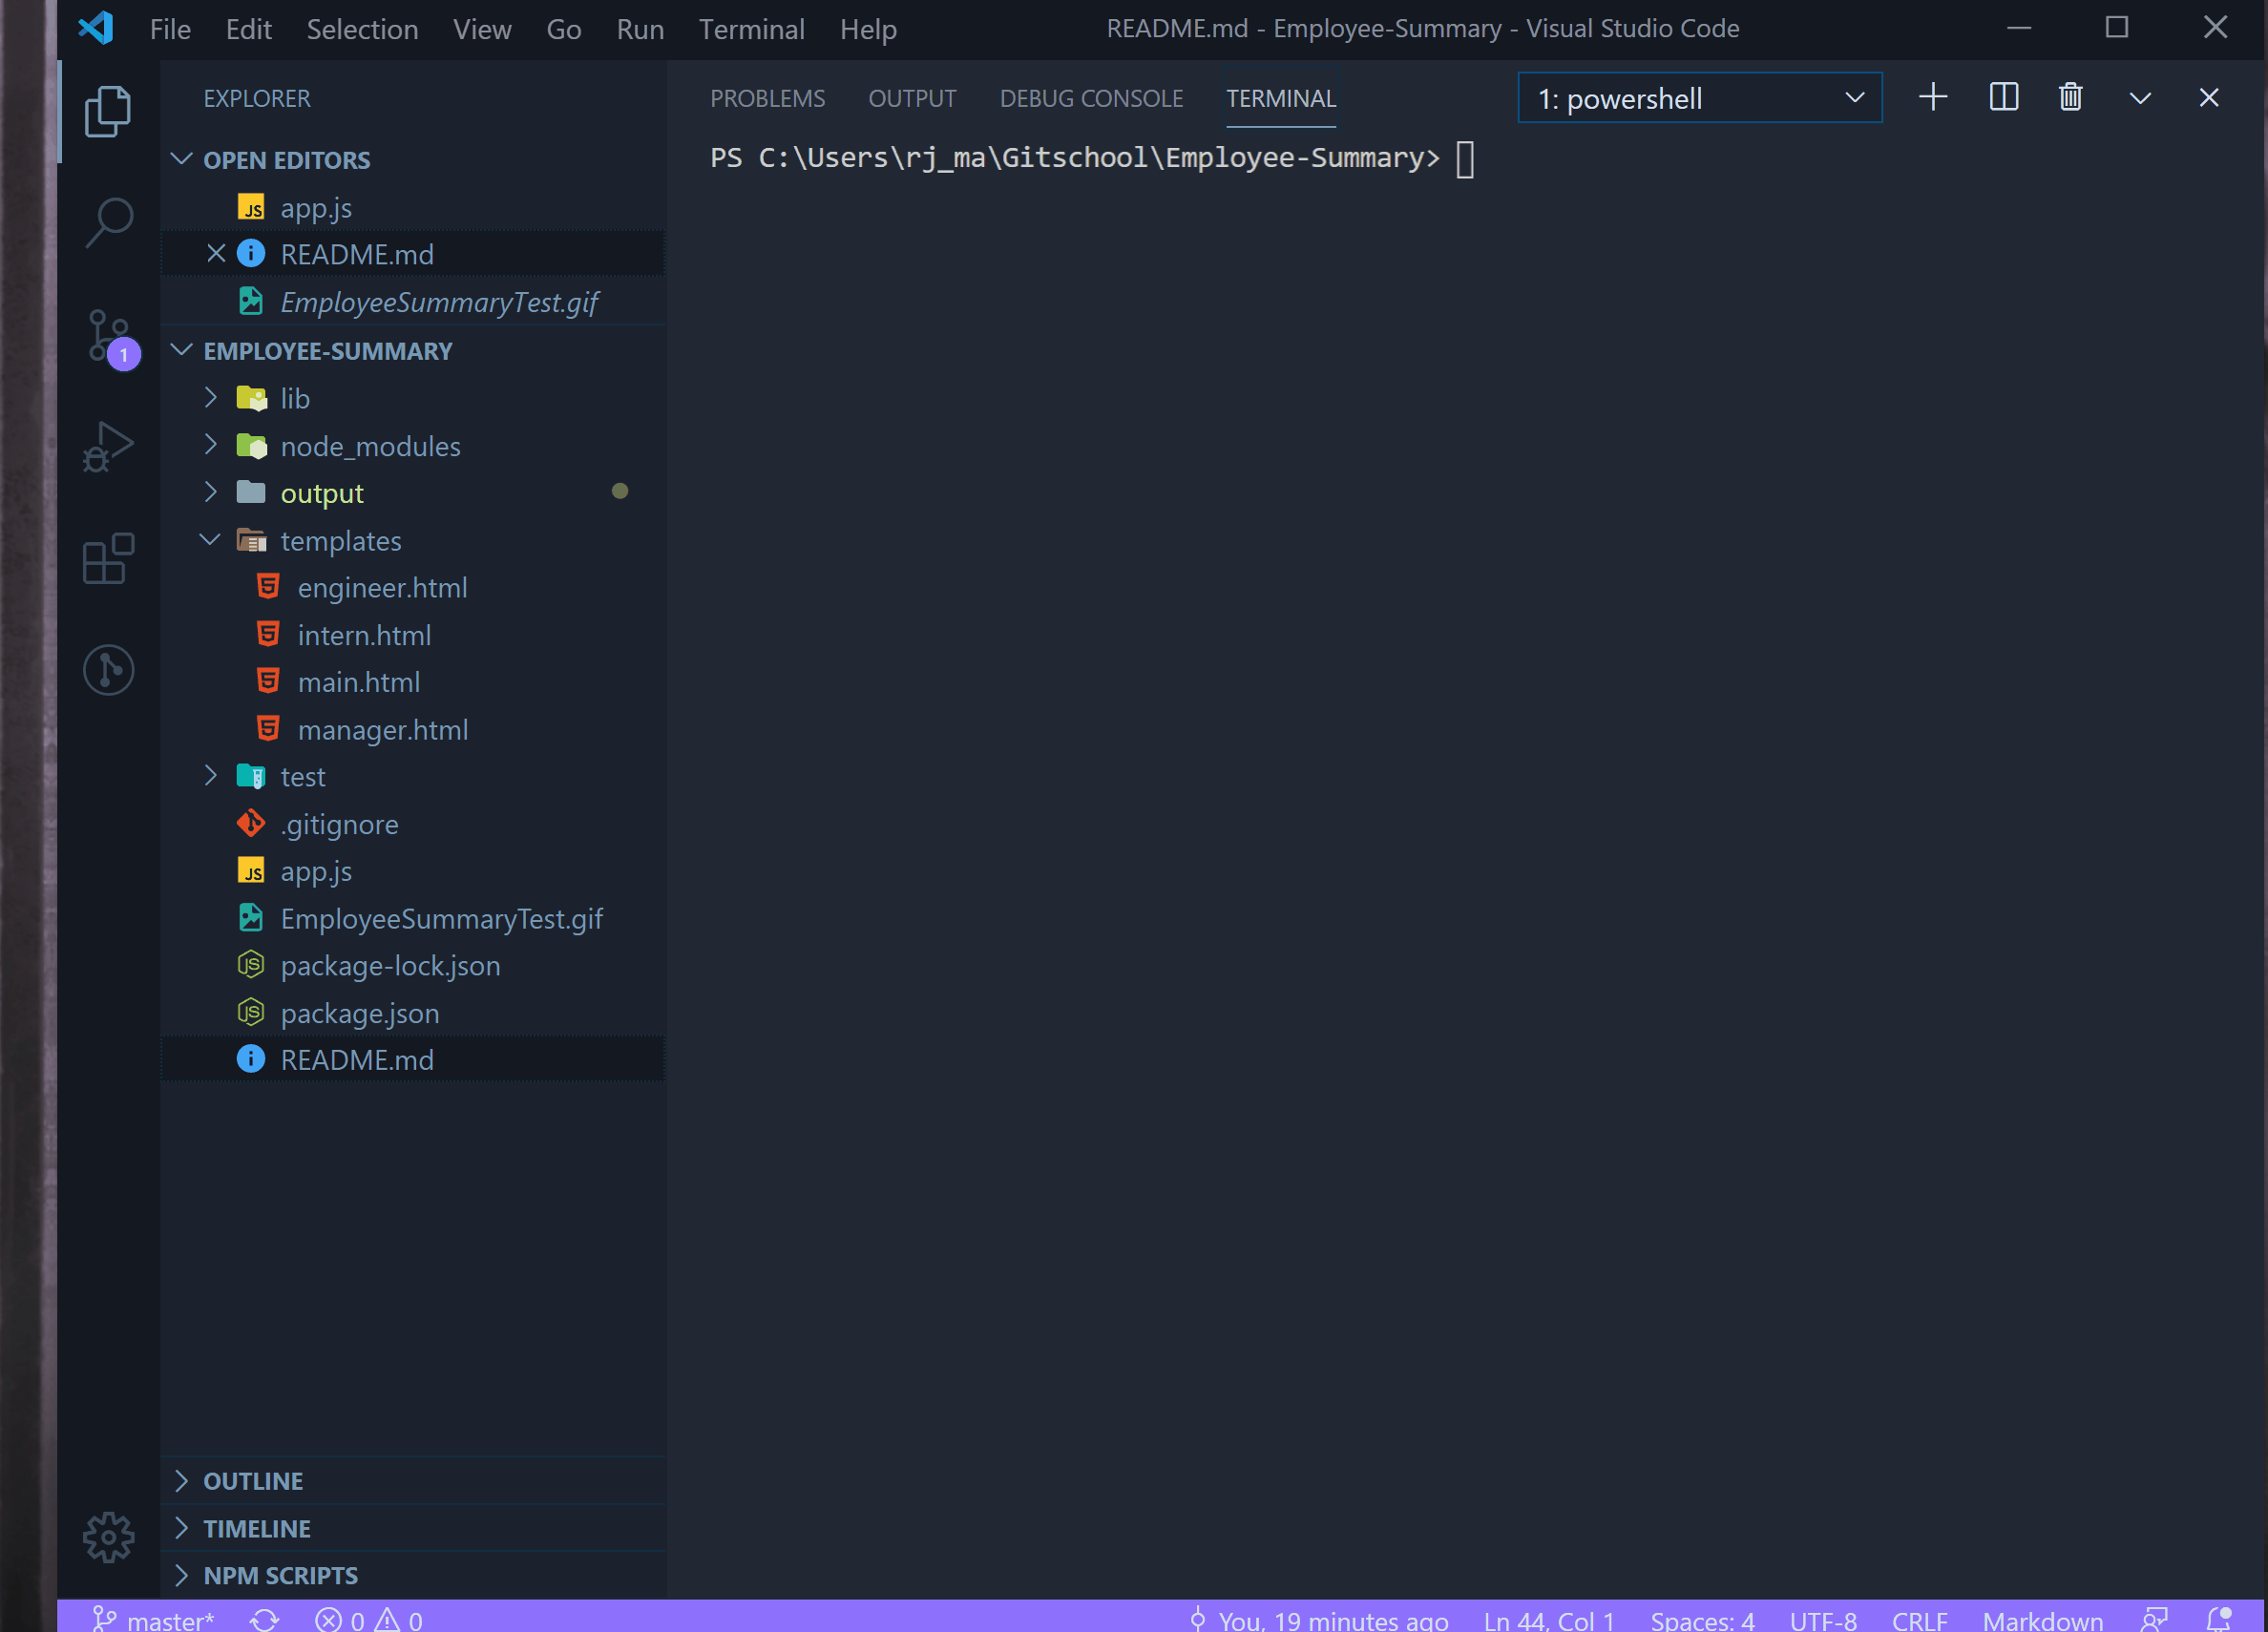 File Edit Selection View Go Run Terminal Help README.md - Employee-Summary - Visual Studio Code
EXPLORER
OPEN EDITORS
JS app.js
README.md
EmployeeSummaryTest.gif
1
EMPLOYEE-SUMMARY
lib
node_modules
output
templates
engineer.html
intern.html
main.html
manager.html
test
.gitignore
JS app.js
EmployeeSummaryTest.gif
package-lock.json
package.json
README.md
OUTLINE
TIMELINE
NPM SCRIPTS
PROBLEMS OUTPUT DEBUG CONSOLE TERMINAL 1: powershell
PS C:\Users\rj_ma\Gitschool\Employee-Summary>
master* 0 0 You, 19 minutes ago Ln 44, Col 1 Spaces: 4 UTF-8 CRLF Markdown